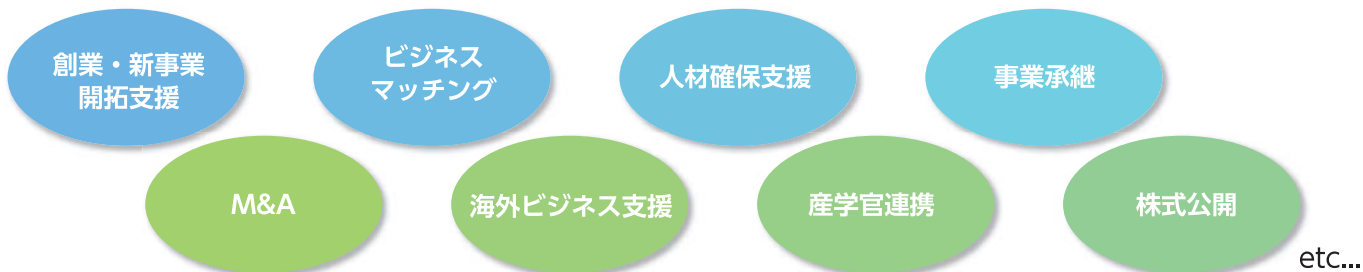 創業・新事業
開拓支援
ビジネス
マッチング
人材確保支援
事業承継
M&A
海外ビジネス支援
産学官連携
株式公開
etc...